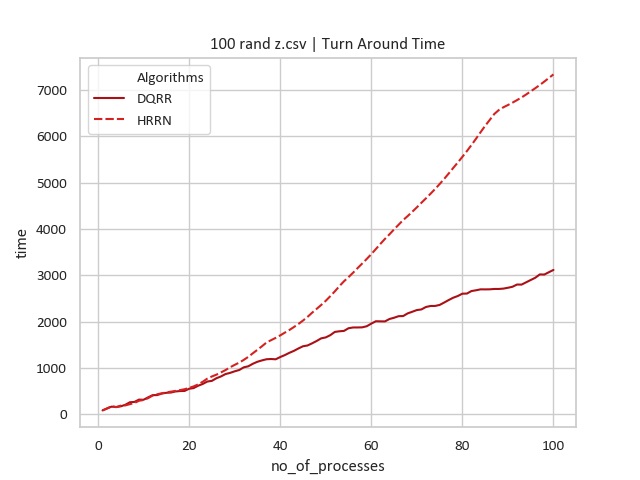 100 rand z.csv | Turn Around Time
Algorithms
DQRR
HRRN
7000
6000
5000
4000
3000
2000
1000
0
time
0 20 40 60 80 100
no_of_processes